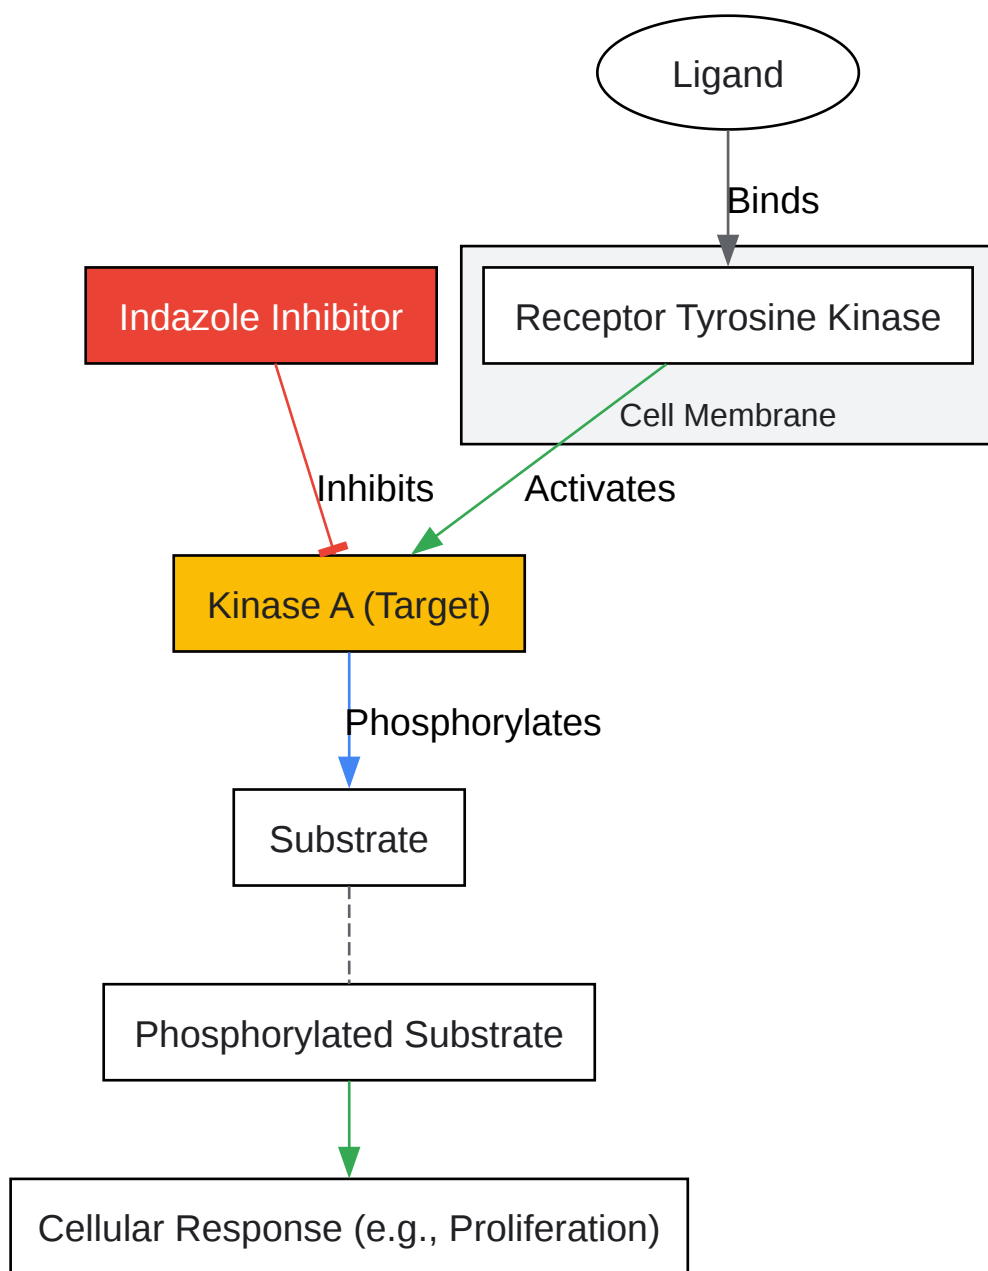 Ligand
Binds
Indazole Inhibitor
Receptor Tyrosine Kinase
Cell Membrane
Inhibits
Activates
Kinase A (Target)
Phosphorylates
Substrate
Phosphorylated Substrate
Cellular Response (e.g., Proliferation)